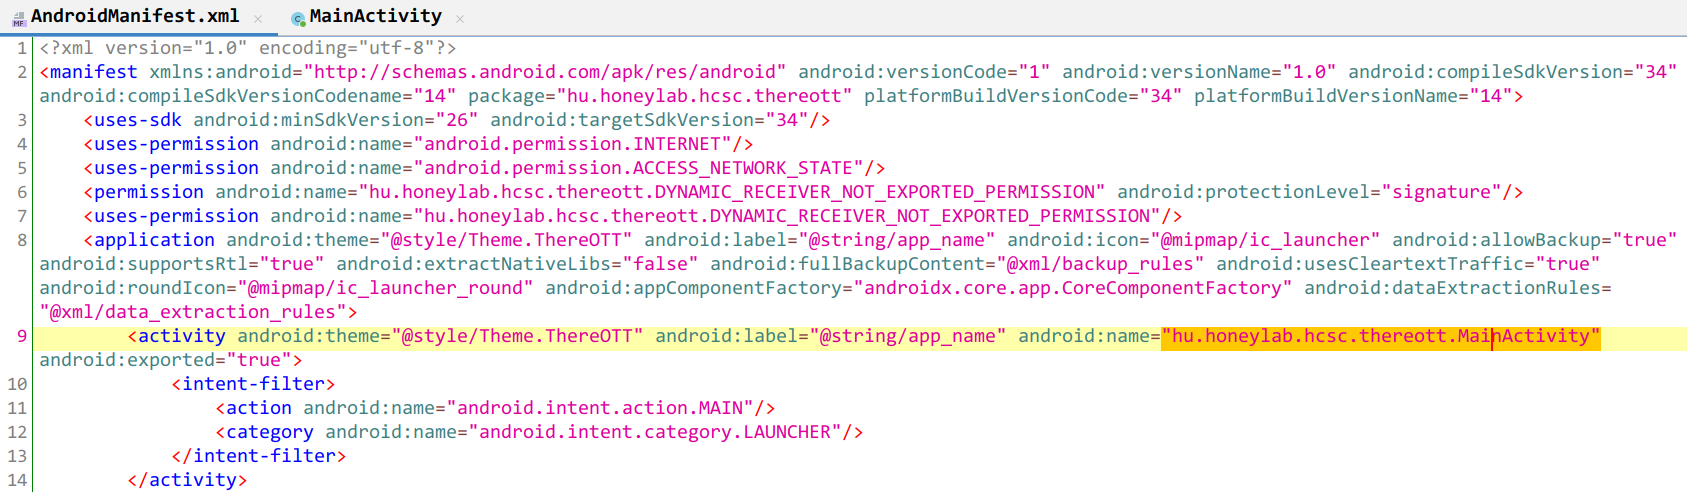 AndroidManifest.xml × MainActivity ×
1 <?xml version="1.0" encoding="utf-8"?>
2 <manifest xmlns:android="http://schemas.android.com/apk/res/android" android:versionCode="1" android:versionName="1.0" android:compileSdkVersion="34"
android:compileSdkVersionCodename="14" package="hu.honeylab.hcsc.thereott" platformBuildVersionCode="34" platformBuildVersionName="14">
3 <uses-sdk android:minSdkVersion="26" android:targetSdkVersion="34"/>
4 <uses-permission android:name="android.permission.INTERNET"/>
5 <uses-permission android:name="android.permission.ACCESS_NETWORK_STATE"/>
6 <permission android:name="hu.honeylab.hcsc.thereott.DYNAMIC_RECEIVER_NOT_EXPORTED_PERMISSION" android:protectionLevel="signature"/>
7 <uses-permission android:name="hu.honeylab.hcsc.thereott.DYNAMIC_RECEIVER_NOT_EXPORTED_PERMISSION"/>
8 <application android:theme="@style/Theme.ThereOTT" android:label="@string/app_name" android:icon="@mipmap/ic_launcher" android:allowBackup="true"
android:supportsRtl="true" android:extractNativeLibs="false" android:fullBackupContent="@xml/backup_rules" android:usesCleartextTraffic="true"
android:roundIcon="@mipmap/ic_launcher_round" android:appComponentFactory="androidx.core.app.CoreComponentFactory" android:dataExtractionRules=
"@xml/data_extraction_rules">
9 <activity android:theme="@style/Theme.ThereOTT" android:label="@string/app_name" android:name="hu.honeylab.hcsc.thereott.MainActivity"
android:exported="true">
10 <intent-filter>
11 <action android:name="android.intent.action.MAIN"/>
12 <category android:name="android.intent.category.LAUNCHER"/>
13 </intent-filter>
14 </activity>